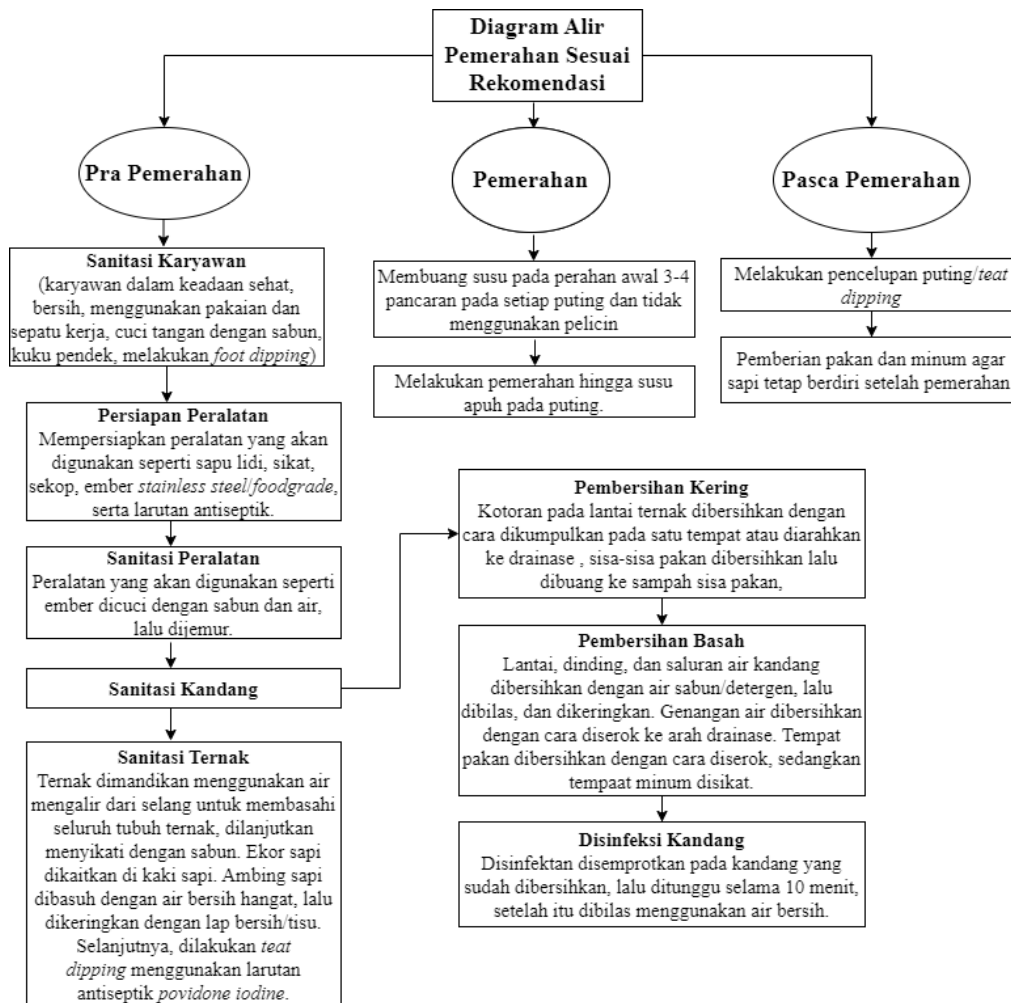 Diagram Alir
Pemerahan Sesuai
Rekomendasi
Pra Pemerahan
Sanitasi Karyawan
(karyawan dalam keadaan sehat,
bersih, menggunakan pakaian dan
sepatu kerja, cuci tangan dengan sabun,
kuku pendek, melakukan foot dipping)
Persiapan Peralatan
Mempersiapkan peralatan yang akan
digunakan seperti sapu lidi, sikat,
sekop, ember stainless steel/foodgrade,
serta larutan antiseptik.
Sanitasi Peralatan
Peralatan yang akan digunakan seperti
ember dicuci dengan sabun dan air,
lalu dijemur.
Sanitasi Kandang
Sanitasi Ternak
Ternak dimandikan menggunakan air
mengalir dari selang untuk membasahi
seluruh tubuh ternak, dilanjutkan
menyikati dengan sabun. Ekor sapi
dikaitkan di kaki sapi. Ambing sapi
dibasuh dengan air bersih hangat, lalu
dikeringkan dengan lap bersih/tisu.
Selanjutnya, dilakukan teat
dipping menggunakan larutan
antiseptik povidone iodine.
Pembersihan Kering
Kotoran pada lantai ternak dibersihkan dengan
cara dikumpulkan pada satu tempat atau diarahkan
ke drainase , sisa-sisa pakan dibersihkan lalu
dibuang ke sampah sisa pakan,
Pembersihan Basah
Lantai, dinding, dan saluran air kandang
dibersihkan dengan air sabun/detergen, lalu
dibilas, dan dikeringkan. Genangan air dibersihkan
dengan cara diserok ke arah drainase. Tempat
pakan dibersihkan dengan cara diserok, sedangkan
tempaat minum disikat.
Disinfeksi Kandang
Disinfektan disemprotkan pada kandang yang
sudah dibersihkan, lalu ditunggu selama 10 menit,
setelah itu dibilas menggunakan air bersih.
Pemerahan
Membuang susu pada perahan awal 3-4
pancaran pada setiap puting dan tidak
menggunakan pelicin
Melakukan pemerahan hingga susu
apuh pada puting.
Pasca Pemerahan
Melakukan pencelupan puting/teat
dipping
Pemberian pakan dan minum agar
sapi tetap berdiri setelah pemerahan.